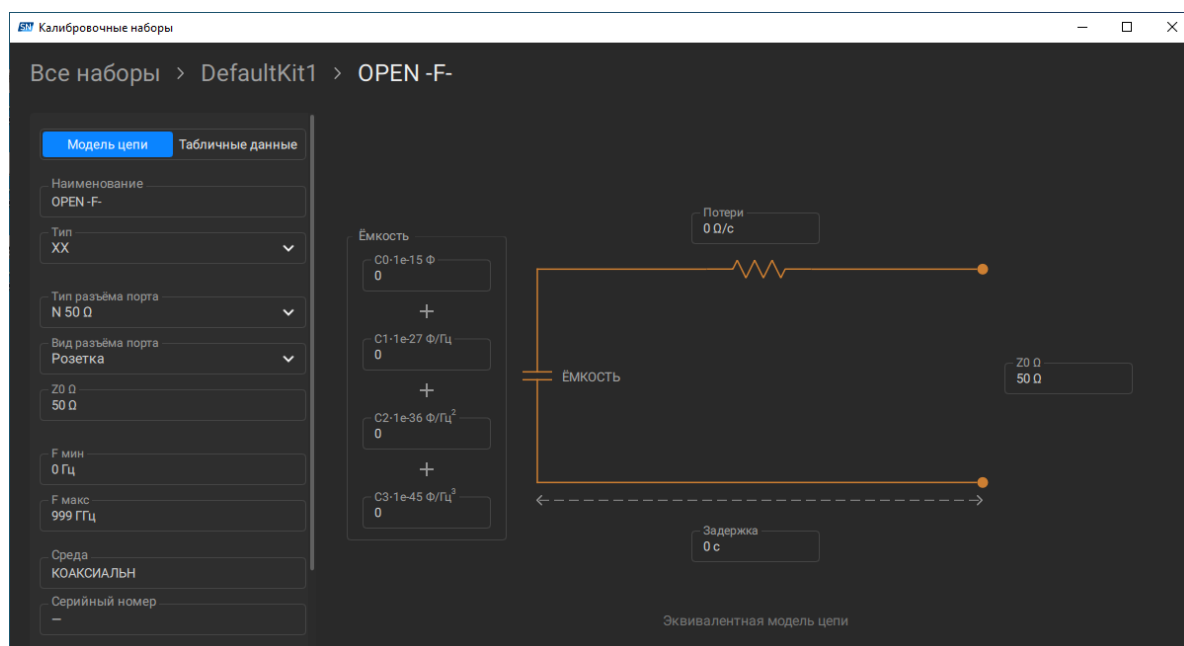 SN Калибровочные наборы
Все наборы > DefaultKit1 > OPEN -F-
Модель цепи
Табличные данные
Наименование
OPEN -F-
Тип
XX
Тип разъёма порта
N 50 Ω
Вид разъёма порта
Розетка
Z0 Ω
50 Ω
F мин
0 Гц
F макс
999 ГГц
Среда
КОАКСИАЛЬН
Серийный номер
—
Ёмкость
C0·1e-15 Ф
0
+
C1·1e-27 Ф/Гц
0
+
C2·1e-36 Ф/Гц²
0
+
C3·1e-45 Ф/Гц³
0
Потери
0 Ω/с
ЁМКОСТЬ
Z0 Ω
50 Ω
Задержка
0 с
Эквивалентная модель цепи